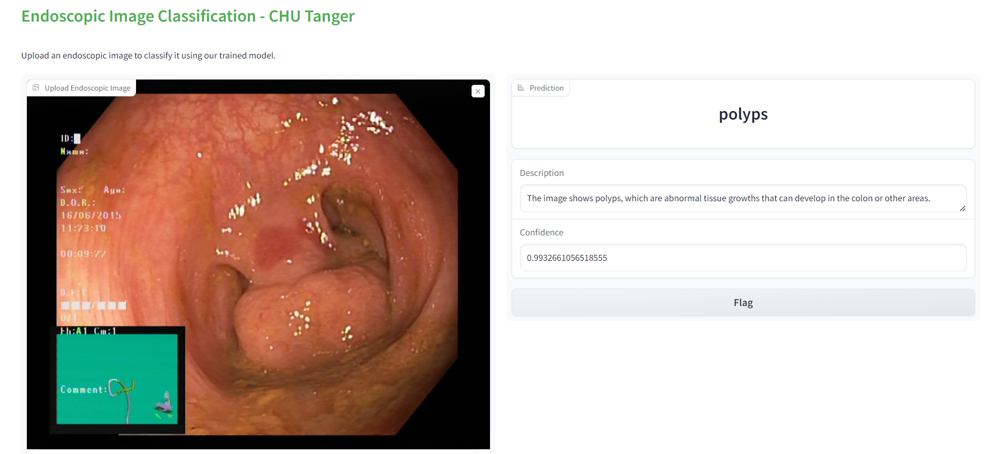 Endoscopic Image Classification - CHU Tanger
Upload an endoscopic image to classify it using our trained model.
Upload Endoscopic Image
ID:
Name:
Sex: Age:
D.O.B.:
16/06/2015
11:23:10
00:09:22
0/1
Eh:A1 Cm:1
Comment:
Prediction
polyps
Description
The image shows polyps, which are abnormal tissue growths that can develop in the colon or other areas.
Confidence
0.9932661056518555
Flag